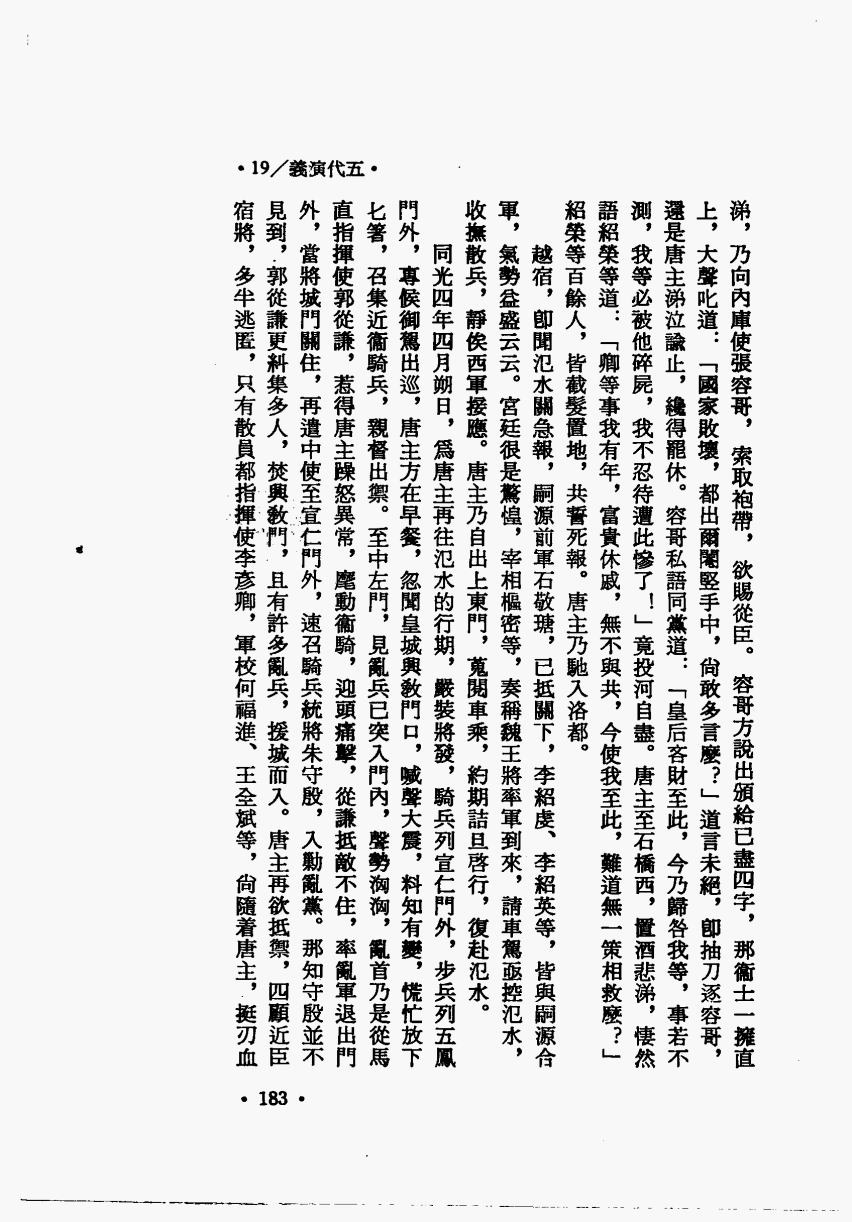 •19／義演代五•
涕，乃向內庫使張容哥，索取袍帶，欲賜從臣。容哥方說出頒給已盡四字，那衞士一擁直
上，大聲叱道：「國家敗壞，都出爾閹豎手中，尙敢多言麼？」道言未絕，卽抽刀逐容哥，
還是唐主涕泣諭止，纔得罷休。容哥私語同黨道：「皇后吝財至此，今乃歸咎我等，事若不
測，我等必被他碎屍，我不忍待遭此慘了！」竟投河自盡。唐主至石橋西，置酒悲涕，悽然
語紹榮等道：「卿等事我有年，富貴休戚，無不與共，今使我至此，難道無一策相救麼？」
紹榮等百餘人，皆截髮置地，共誓死報。唐主乃馳入洛都。
越宿，卽聞氾水關急報，嗣源前軍石敬瑭，已抵關下，李紹虔、李紹英等，皆與嗣源合
軍，氣勢益盛云云。宮廷很是驚惶，宰相樞密等，奏稱魏王將率軍到來，請車駕亟控氾水，
收撫散兵，靜俟西軍接應。唐主乃自出上東門，蒐閱車乘，約期詰旦啓行，復赴氾水。
同光四年四月朔日，爲唐主再往氾水的行期，嚴裝將發，騎兵列宣仁門外，步兵列五鳳
門外，專候御駕出巡，唐主方在早餐，忽聞皇城興敎門口，喊聲大震，料知有變，慌忙放下
匕箸，召集近衞騎兵，親督出禦。至中左門，見亂兵已突入門內，聲勢洶洶，亂首乃是從馬
直指揮使郭從謙，惹得唐主躁怒異常，麾動衞騎，迎頭痛擊，從謙抵敵不住，率亂軍退出門
外，當將城門關住，再遣中使至宣仁門外，速召騎兵統將朱守殷，入勦亂黨。那知守殷並不
見到，郭從謙更糾集多人，焚興敎門，且有許多亂兵，援城而入。唐主再欲抵禦，四顧近臣
宿將，多半逃匿，只有散員都指揮使李彥卿，軍校何福進、王全斌等，尙隨着唐主，挺刃血
•183•